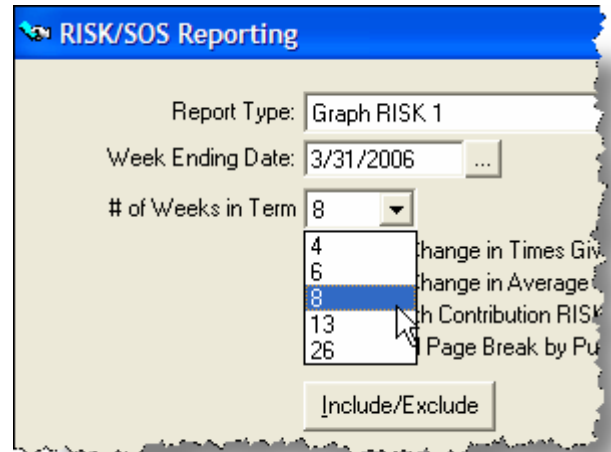 RISK/SOS Reporting
Report Type: Graph RISK 1
Week Ending Date: 3/31/2006 ...
# of Weeks in Term 8
4
hange in Times Giv
6
hange in Average
8
h Contribution RISK
13
Page Break by Pu
26
Include/Exclude